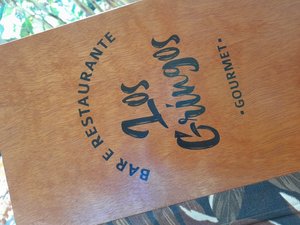 BAR E RESTAURANTE
Los
Gringos
• GOURMET •